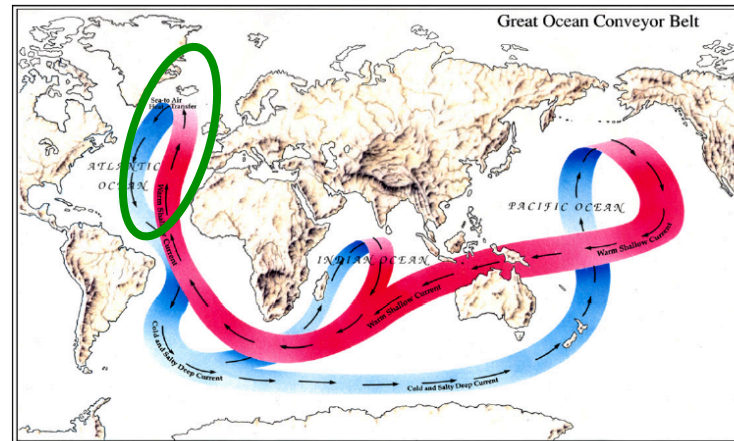 Great Ocean Conveyor Belt
Sea-to Air
Heat Transfer
ATLANTIC
OCEAN
PACIFIC OCEAN
Warm Shallow Current
INDIAN OCEAN
Warm Shallow Current
Warm Shallow Current
Cold and Salty Deep Current
Cold and Salty Deep Current